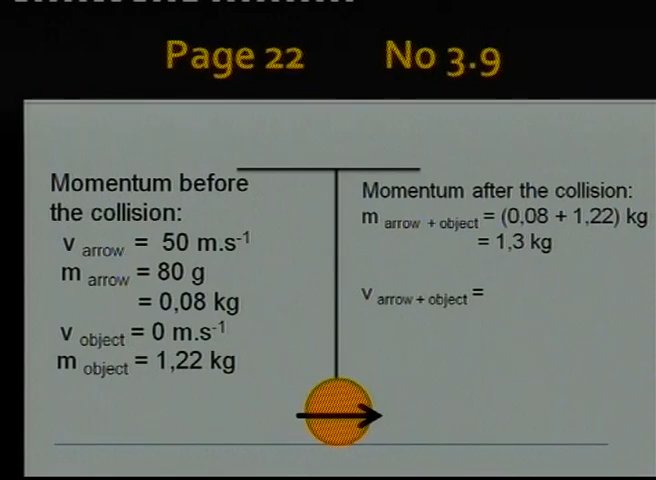 Page 22 No 3.9
Momentum before
the collision:
v arrow = 50 m.s-1
m arrow = 80 g
= 0,08 kg
v object = 0 m.s-1
m object = 1,22 kg
Momentum after the collision:
m arrow + object = (0,08 + 1,22) kg
= 1,3 kg
v arrow + object =